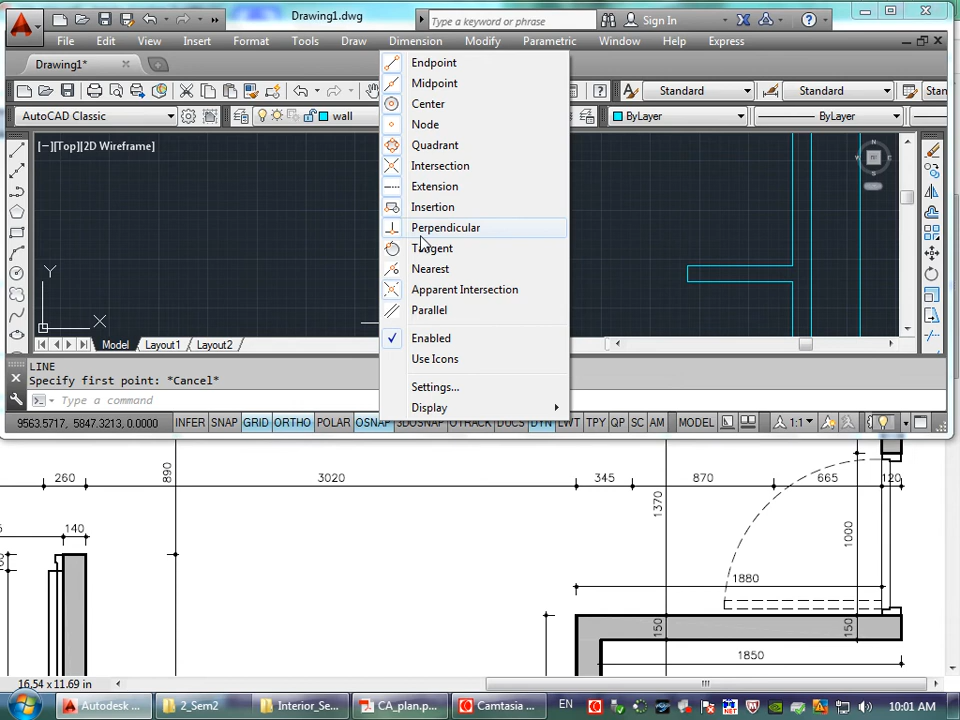 Drawing1.dwg
Type a keyword or phrase
Sign In
File Edit View Insert Format Tools Draw Dimension Modify Parametric Window Help Express
Drawing1*
Standard
Standard
Stan
AutoCAD Classic
wall
ByLayer
ByLayer
[−][Top][2D Wireframe]
N
W
S
Y
X
Endpoint
Midpoint
Center
Node
Quadrant
Intersection
Extension
Insertion
Perpendicular
Tangent
Nearest
Apparent Intersection
Parallel
Enabled
Use Icons
Settings...
Display
Model Layout1 Layout2
LINE
Specify first point: *Cancel*
Type a command
9563.5717, 5847.3213, 0.0000
INFER SNAP GRID ORTHO POLAR OSNAP 3DOSNAP OTRACK DUCS DYN LWT TPY QP SC AM MODEL 1:1
260
890
3020
345
870
665
120
1370
140
1000
1880
150
150
1850
16.54 x 11.69 in
Autodesk ...
2_Sem2
Interior_Se...
CA_plan.p...
Camtasia ...
EN
10:01 AM